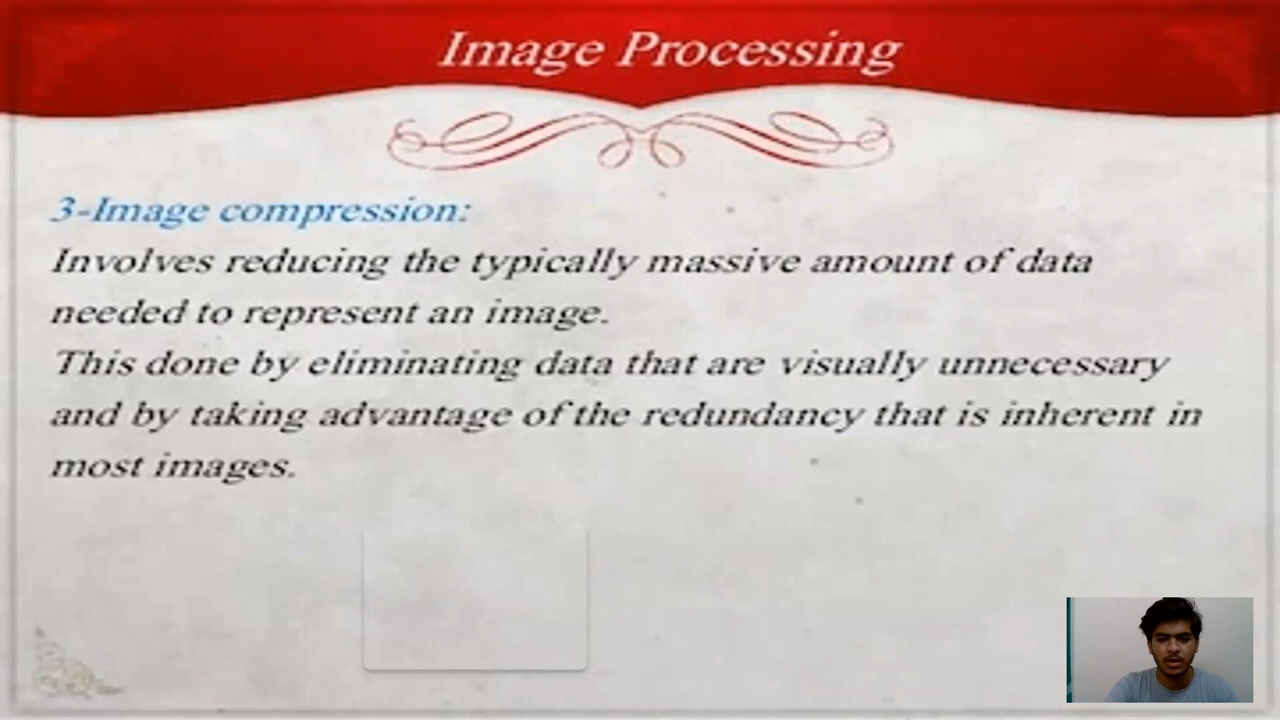 Image Processing
3-Image compression:
Involves reducing the typically massive amount of data
needed to represent an image.
This done by eliminating data that are visually unnecessary
and by taking advantage of the redundancy that is inherent in
most images.